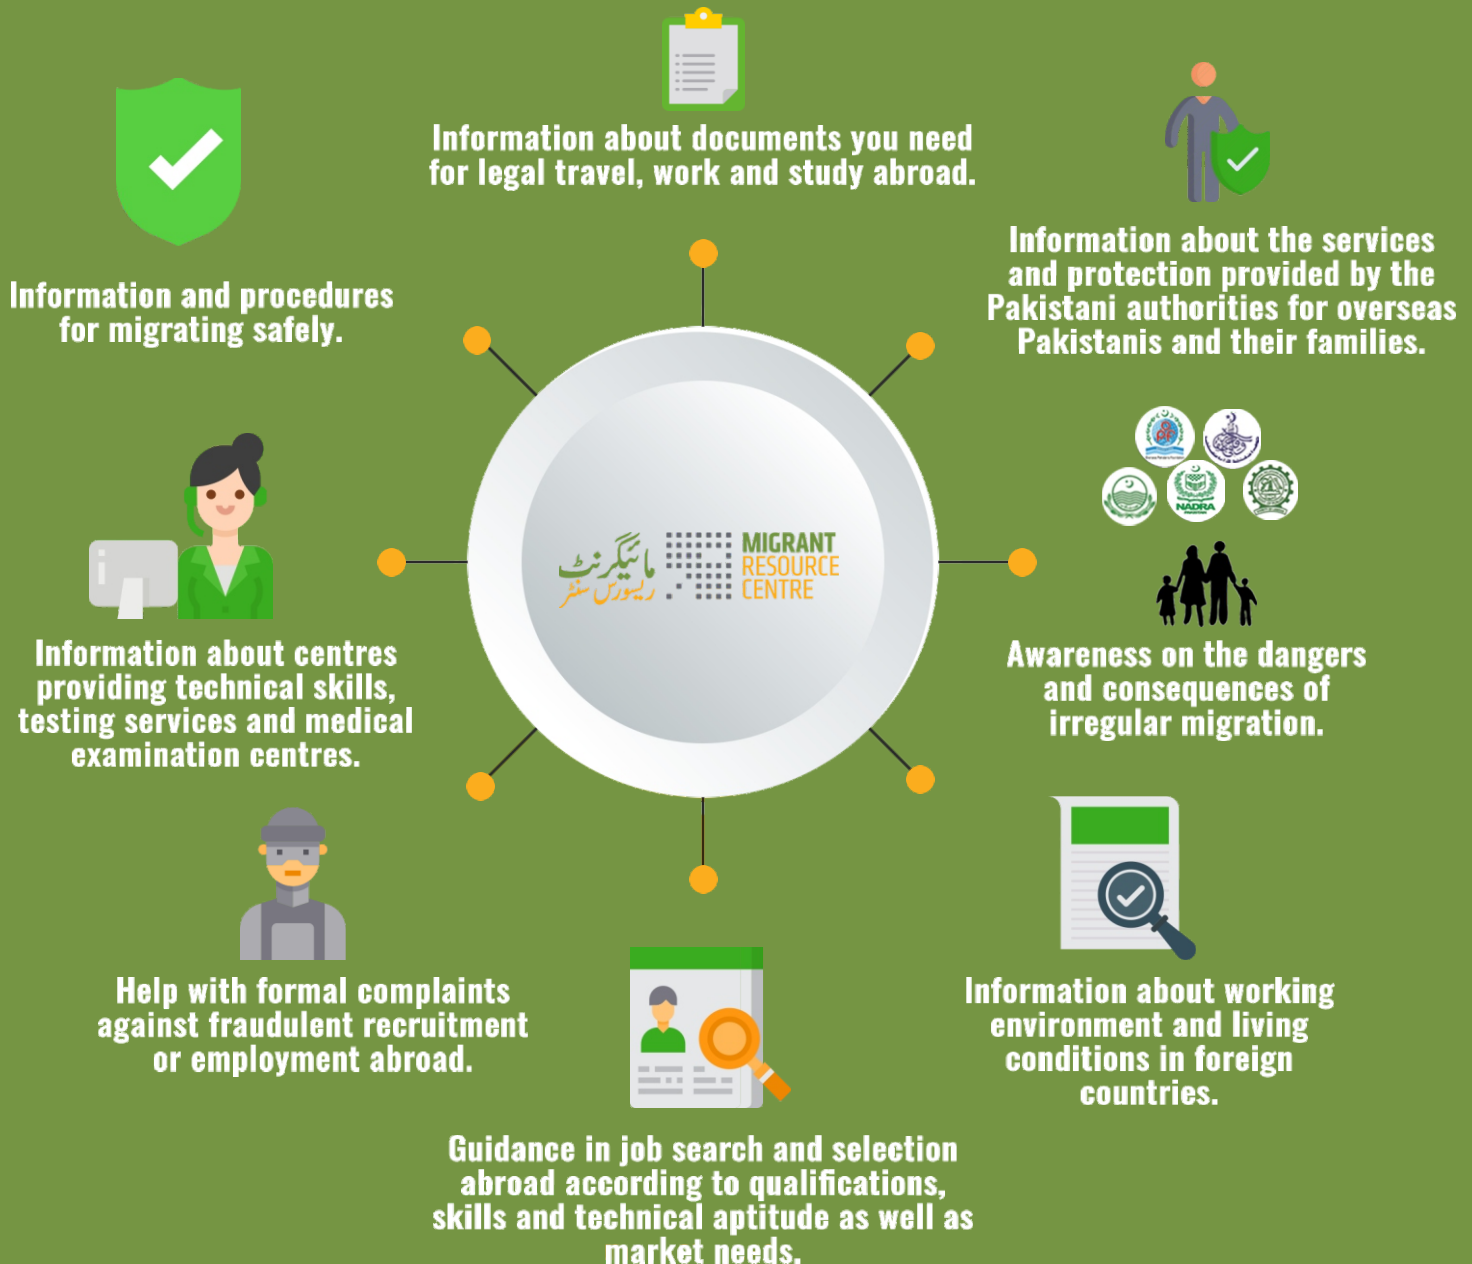 Information about documents you need
for legal travel, work and study abroad.
Information and procedures
for migrating safely.
Information about the services
and protection provided by the
Pakistani authorities for overseas
Pakistanis and their families.
NADRA
مائیگرنٹ
ریسورس سنٹر
MIGRANT
RESOURCE
CENTRE
Information about centres
providing technical skills,
testing services and medical
examination centres.
Awareness on the dangers
and consequences of
irregular migration.
Help with formal complaints
against fraudulent recruitment
or employment abroad.
Information about working
environment and living
conditions in foreign
countries.
Guidance in job search and selection
abroad according to qualifications,
skills and technical aptitude as well as
market needs.